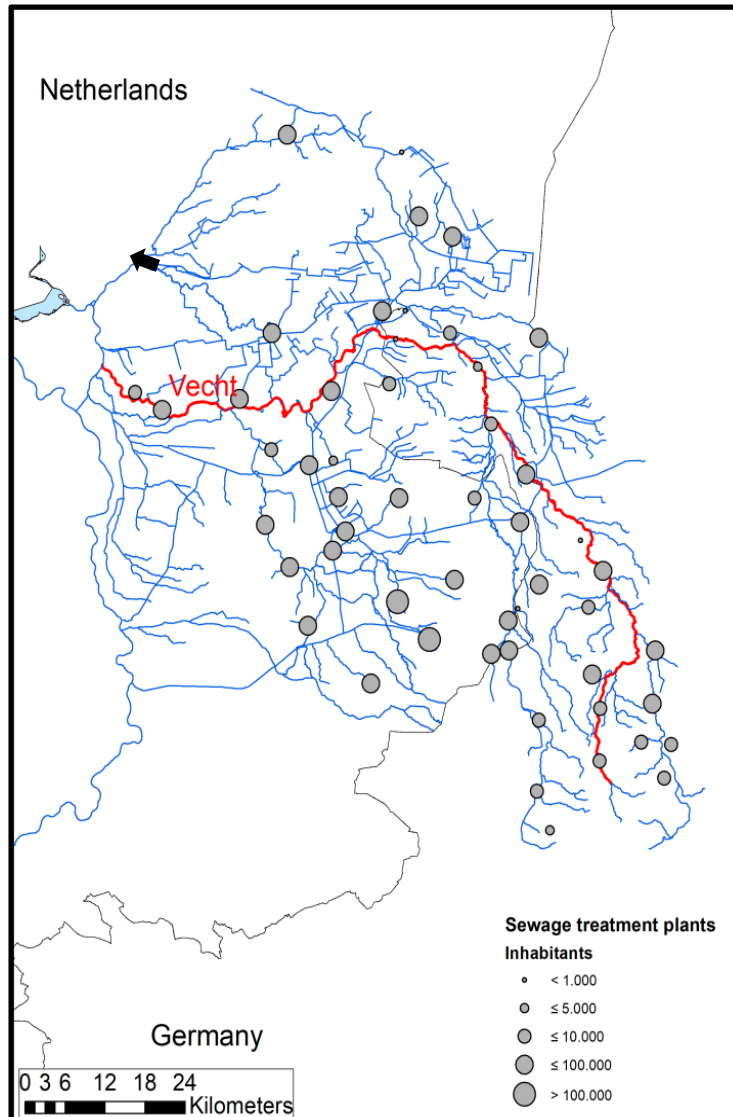 Netherlands
Vecht
Sewage treatment plants
Inhabitants
< 1.000
≤ 5.000
≤ 10.000
≤ 100.000
> 100.000
Germany
0 3 6 12 18 24
Kilometers